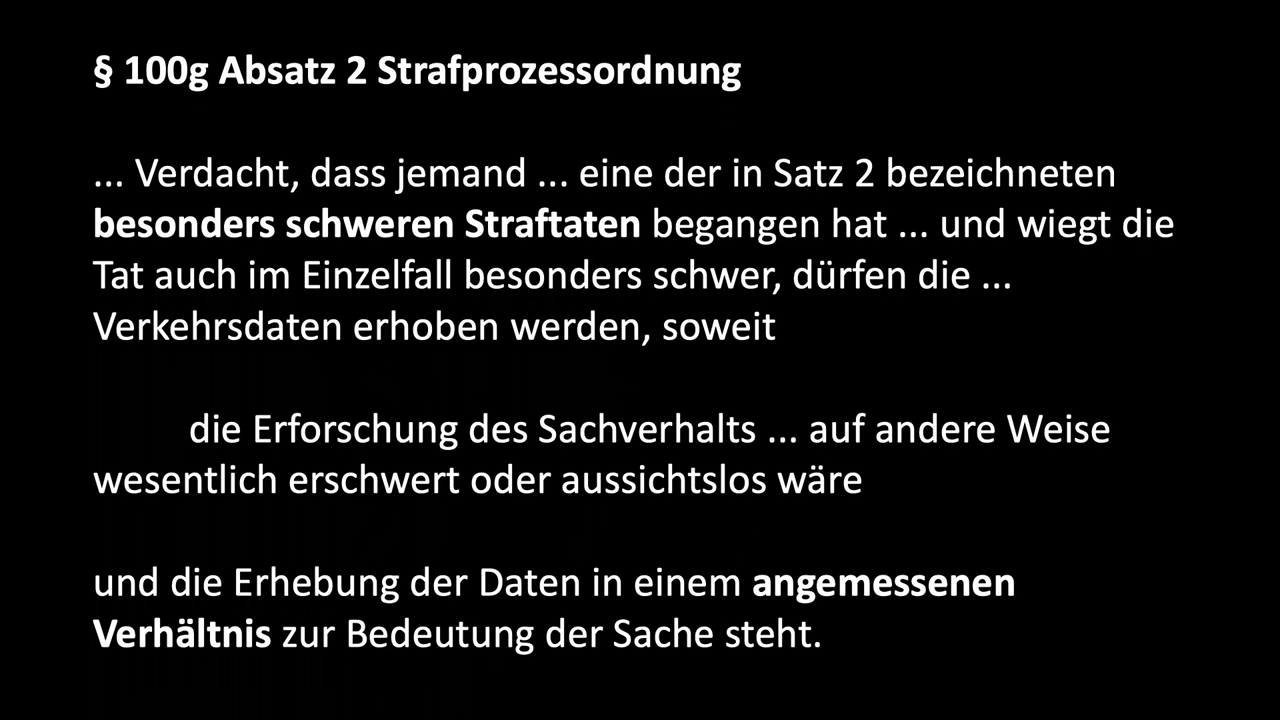 § 100g Absatz 2 Strafprozessordnung
... Verdacht, dass jemand ... eine der in Satz 2 bezeichneten
besonders schweren Straftaten begangen hat ... und wiegt die
Tat auch im Einzelfall besonders schwer, dürfen die ...
Verkehrsdaten erhoben werden, soweit
die Erforschung des Sachverhalts ... auf andere Weise
wesentlich erschwert oder aussichtslos wäre
und die Erhebung der Daten in einem angemessenen
Verhältnis zur Bedeutung der Sache steht.